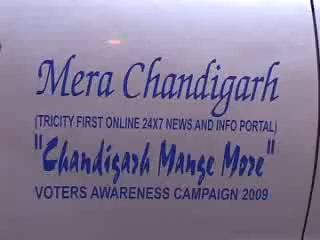 Mera Chandigarh
(TRICITY FIRST ONLINE 24X7 NEWS AND INFO PORTAL)
"Chandigarh Mange More"
VOTERS AWARENESS CAMPAIGN 2009